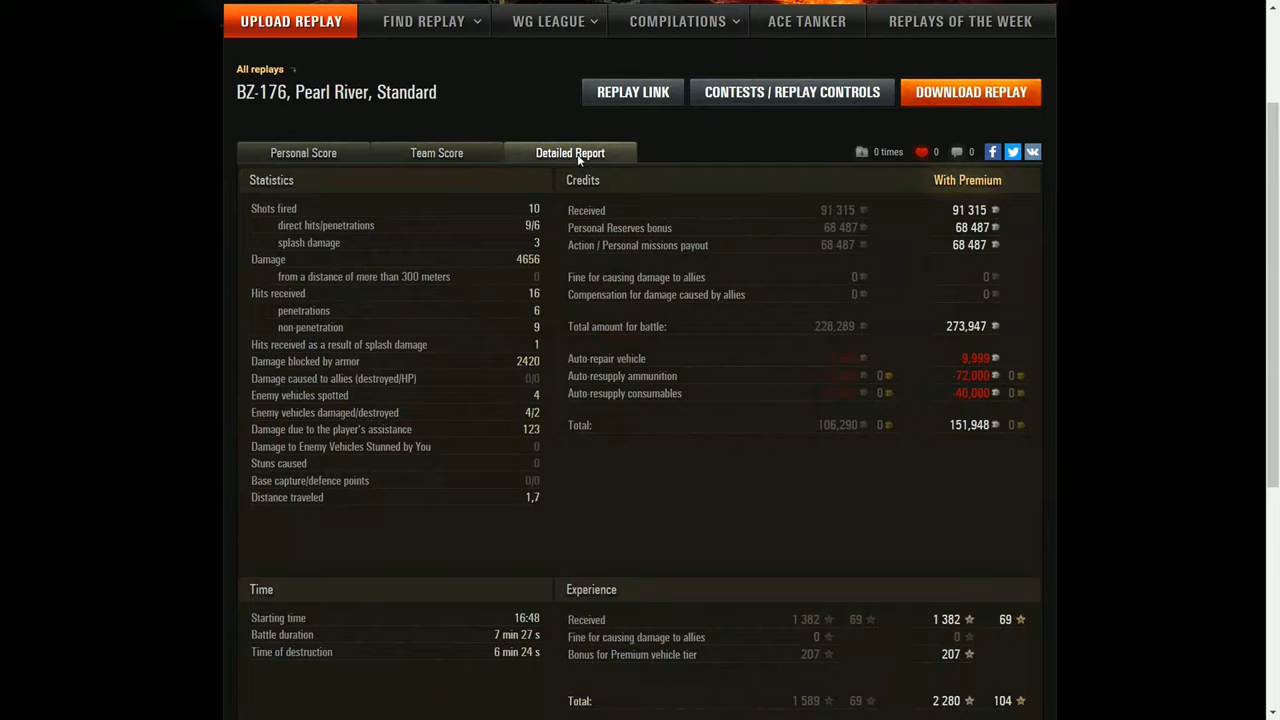 UPLOAD REPLAY FIND REPLAY WG LEAGUE COMPILATIONS ACE TANKER REPLAYS OF THE WEEK
All replays
BZ-176, Pearl River, Standard REPLAY LINK CONTESTS / REPLAY CONTROLS DOWNLOAD REPLAY
Personal Score Team Score Detailed Report 0 times 0 0
Statistics Credits With Premium
Shots fired 10 Received 91 315 91 315
direct hits/penetrations 9/6 Personal Reserves bonus 68 487 68 487
splash damage 3 Action / Personal missions payout 68 487 68 487
Damage 4656
from a distance of more than 300 meters 0 Fine for causing damage to allies 0 0
Hits received 16 Compensation for damage caused by allies 0 0
penetrations 6
non-penetration 9 Total amount for battle: 228,289 273,947
Hits received as a result of splash damage 1
Damage blocked by armor 2420 Auto-repair vehicle -9,999
Damage caused to allies (destroyed/HP) 0/0 Auto-resupply ammunition 0 -72,000 0
Enemy vehicles spotted 4 Auto-resupply consumables 0 -40,000 0
Enemy vehicles damaged/destroyed 4/2
Damage due to the player's assistance 123 Total: 106,290 0 151,948 0
Damage to Enemy Vehicles Stunned by You 0
Stuns caused 0
Base capture/defence points 0/0
Distance traveled 1,7
Time Experience
Starting time 16:48 Received 1 382 69 1 382 69
Battle duration 7 min 27 s Fine for causing damage to allies 0 0
Time of destruction 6 min 24 s Bonus for Premium vehicle tier 207 207
Total: 1 589 69 2 280 104